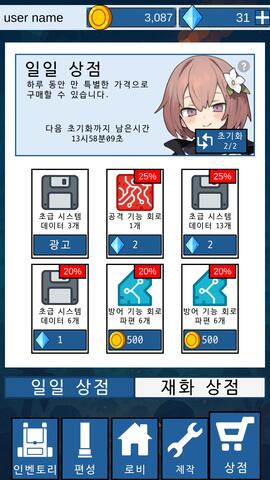 user name
3,087
31
일일 상점
하루 동안 만 특별한 가격으로
구매할 수 있습니다.
다음 초기화까지 남은시간
13시58분09초
초기화
2/2
초급 시스템
데이터 3개
광고
25%
공격 기능 회로
1개
2
25%
초급 시스템
데이터 13개
2
20%
초급 시스템
데이터 6개
1
20%
방어 기능 회로
파편 6개
500
20%
방어 기능 회로
파편 6개
500
일일 상점
재화 상점
인벤토리
편성
로비
제작
상점